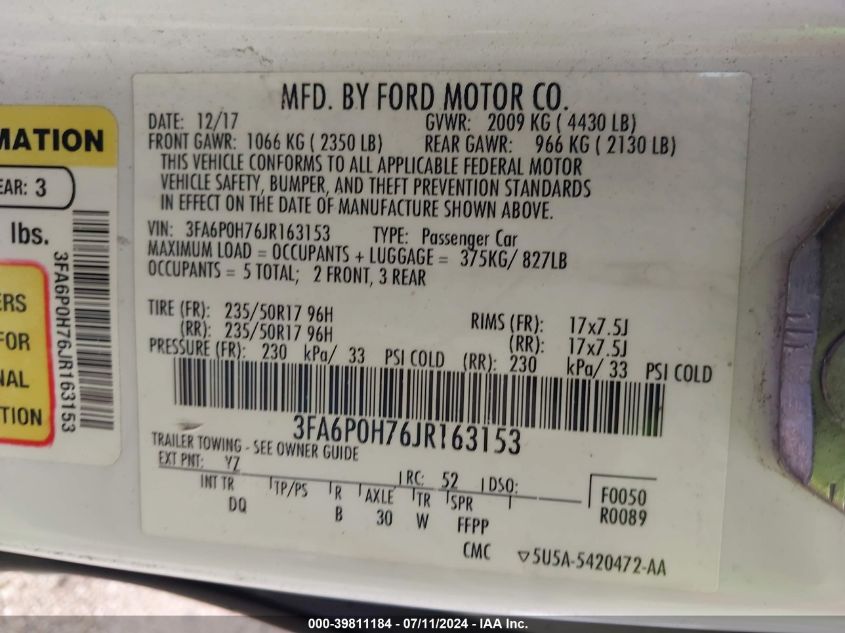 MFD. BY FORD MOTOR CO.
DATE: 12/17 GVWR: 2009 KG ( 4430 LB)
FRONT GAWR: 1066 KG ( 2350 LB) REAR GAWR: 966 KG ( 2130 LB)
THIS VEHICLE CONFORMS TO ALL APPLICABLE FEDERAL MOTOR
VEHICLE SAFETY, BUMPER, AND THEFT PREVENTION STANDARDS
IN EFFECT ON THE DATE OF MANUFACTURE SHOWN ABOVE.
VIN: 3FA6P0H76JR163153 TYPE: Passenger Car
MAXIMUM LOAD = OCCUPANTS + LUGGAGE = 375KG/ 827LB
OCCUPANTS = 5 TOTAL; 2 FRONT, 3 REAR
TIRE (FR): 235/50R17 96H RIMS (FR): 17x7.5J
(RR): 235/50R17 96H (RR): 17x7.5J
PRESSURE (FR): 230 kPa/ 33 PSI COLD (RR): 230 kPa/ 33 PSI COLD
3FA6P0H76JR163153
TRAILER TOWING - SEE OWNER GUIDE
EXT PNT: YZ RC: 52 DSO:
INT TR TP/PS R AXLE TR SPR
DQ B 30 W FFPP
F0050
R0089
CMC 5U5A-5420472-AA
MATION
EAR: 3
lbs.
3FA6P0H76JR163153
ERS
FOR
NAL
TION
000-39811184 - 07/11/2024 - IAA Inc.